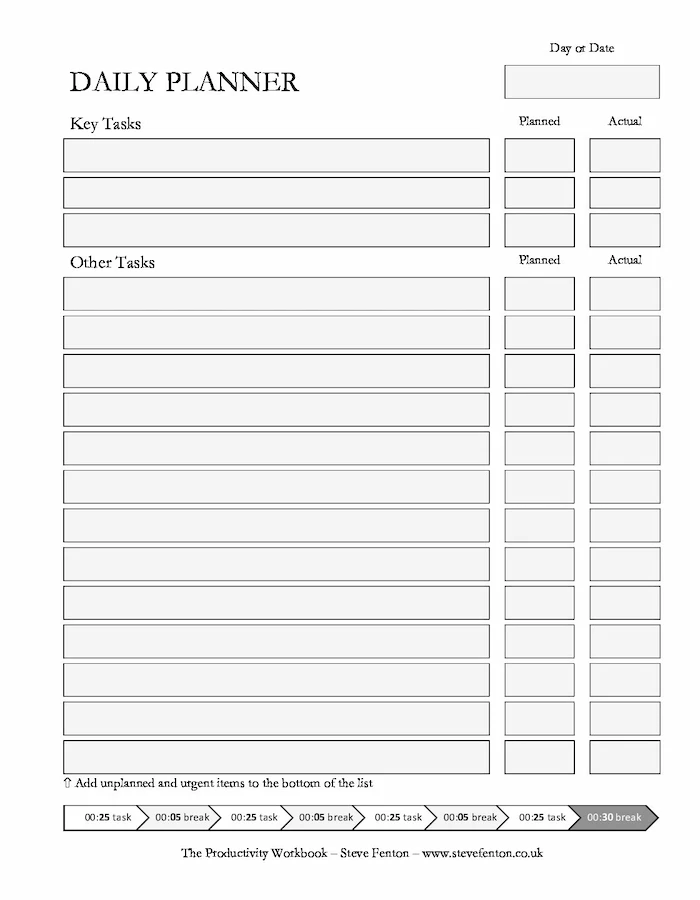 Day or Date
DAILY PLANNER
Key Tasks Planned Actual
Other Tasks Planned Actual
⇧ Add unplanned and urgent items to the bottom of the list
00:25 task 00:05 break 00:25 task 00:05 break 00:25 task 00:05 break 00:25 task 00:30 break
The Productivity Workbook – Steve Fenton – www.stevefenton.co.uk